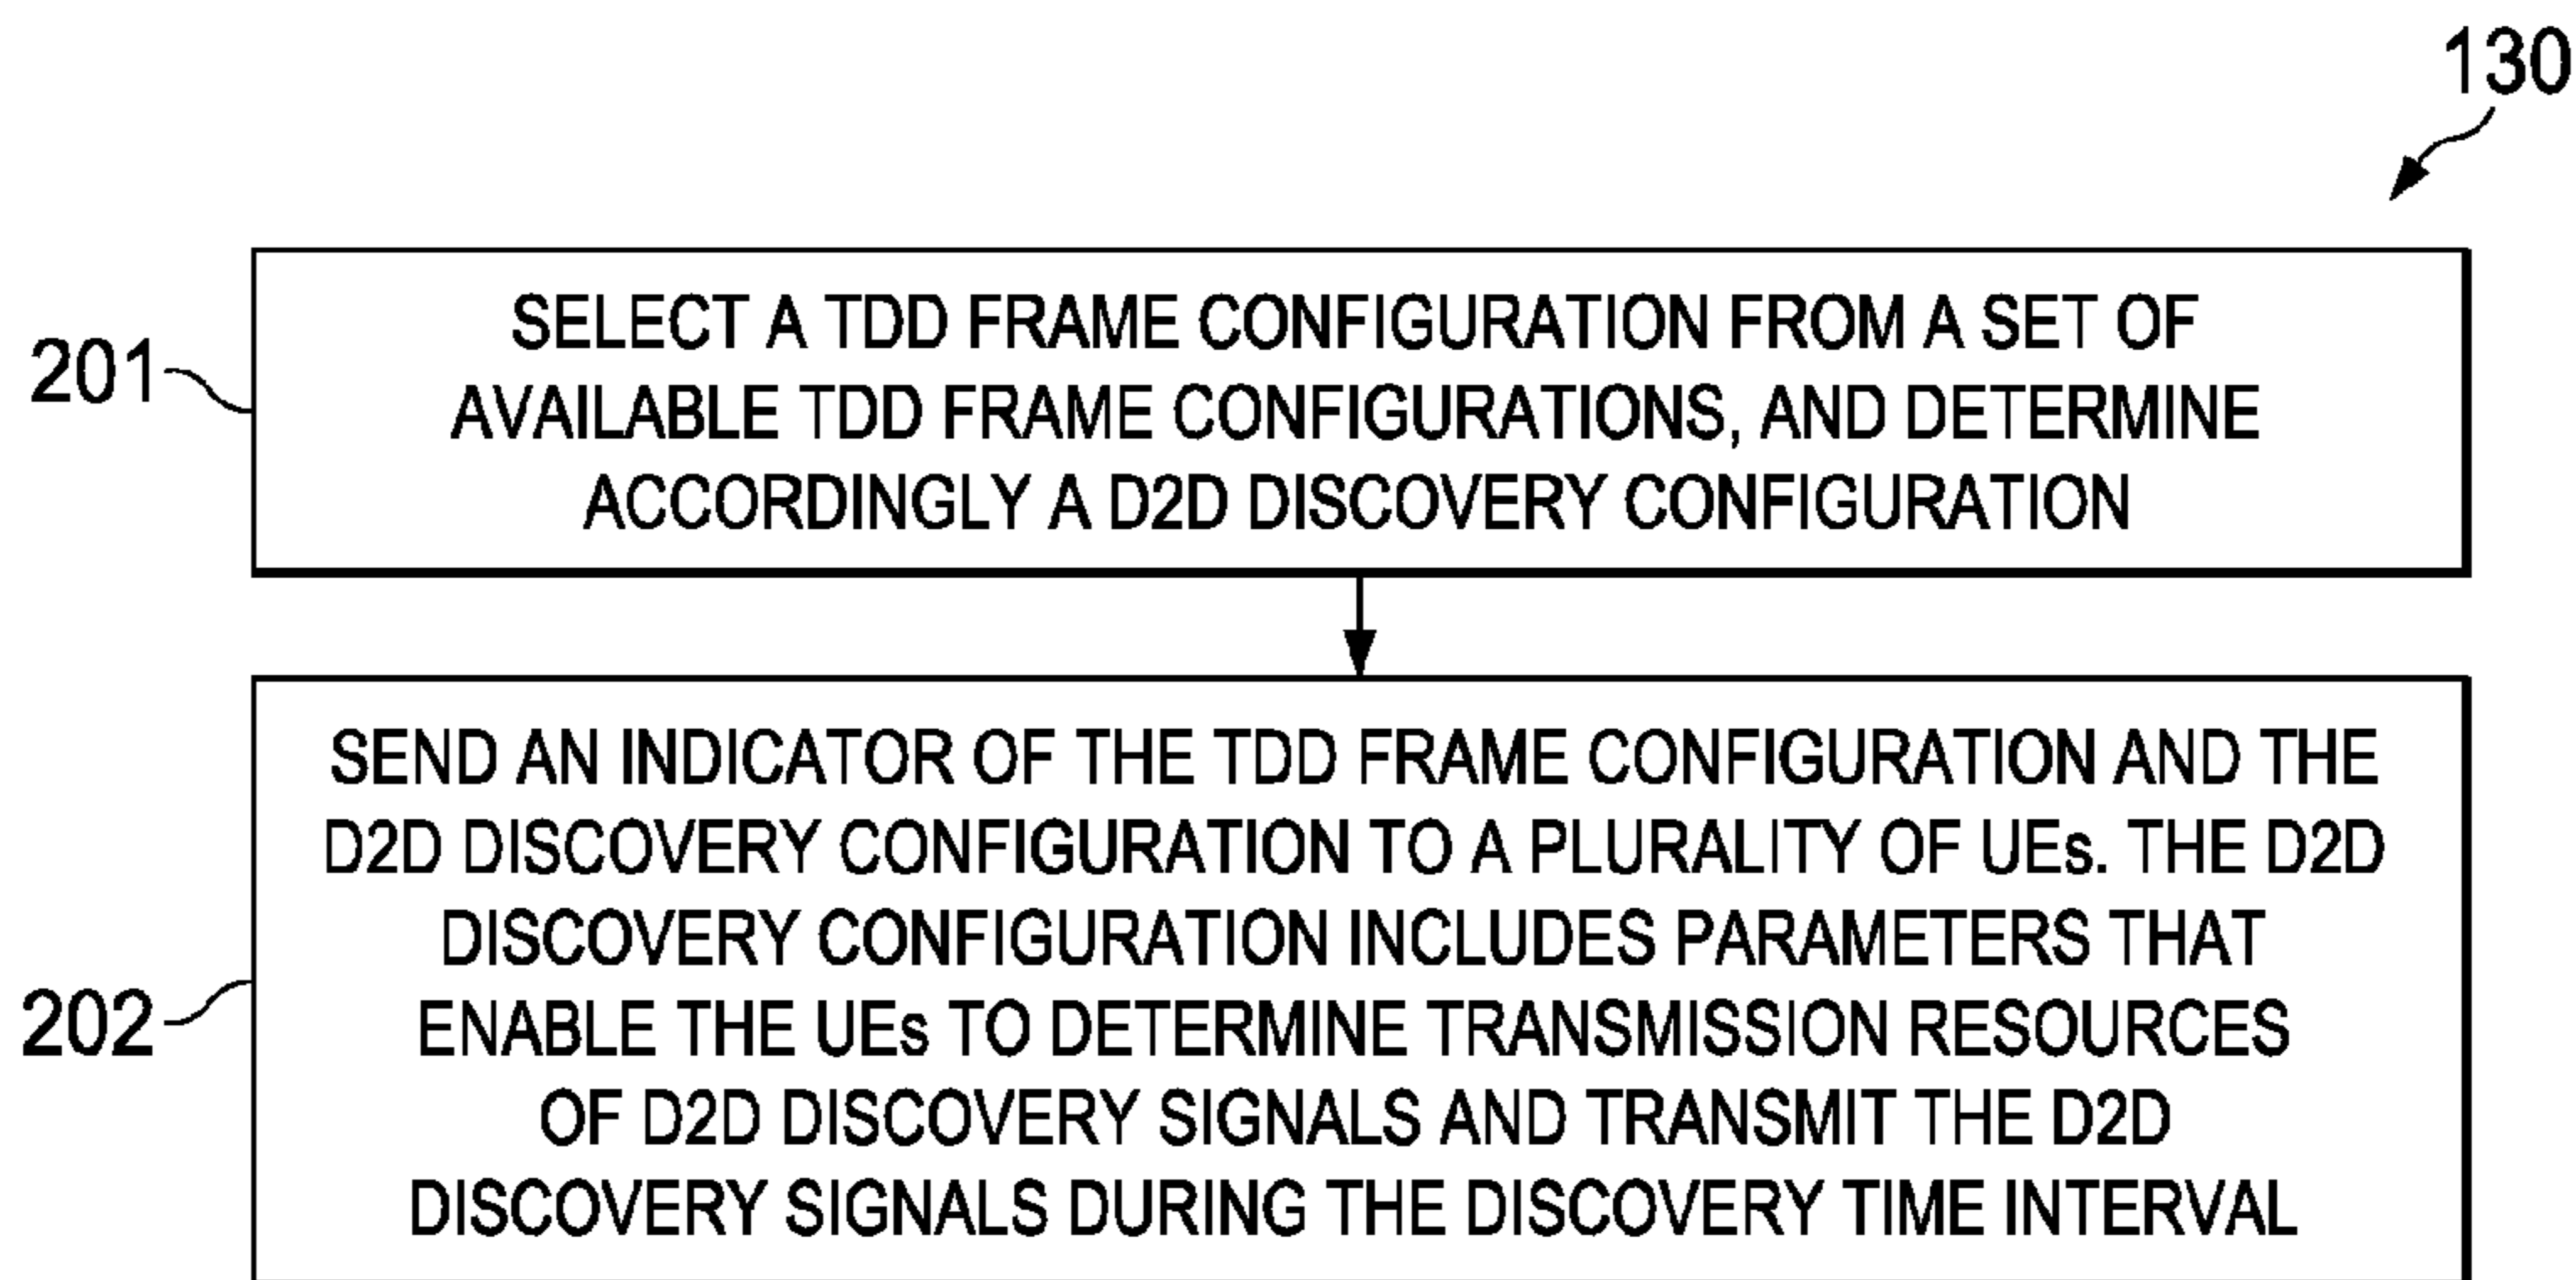 130
201
SELECT A TDD FRAME CONFIGURATION FROM A SET OF
AVAILABLE TDD FRAME CONFIGURATIONS, AND DETERMINE
ACCORDINGLY A D2D DISCOVERY CONFIGURATION
202
SEND AN INDICATOR OF THE TDD FRAME CONFIGURATION AND THE
D2D DISCOVERY CONFIGURATION TO A PLURALITY OF UEs. THE D2D
DISCOVERY CONFIGURATION INCLUDES PARAMETERS THAT
ENABLE THE UEs TO DETERMINE TRANSMISSION RESOURCES
OF D2D DISCOVERY SIGNALS AND TRANSMIT THE D2D
DISCOVERY SIGNALS DURING THE DISCOVERY TIME INTERVAL